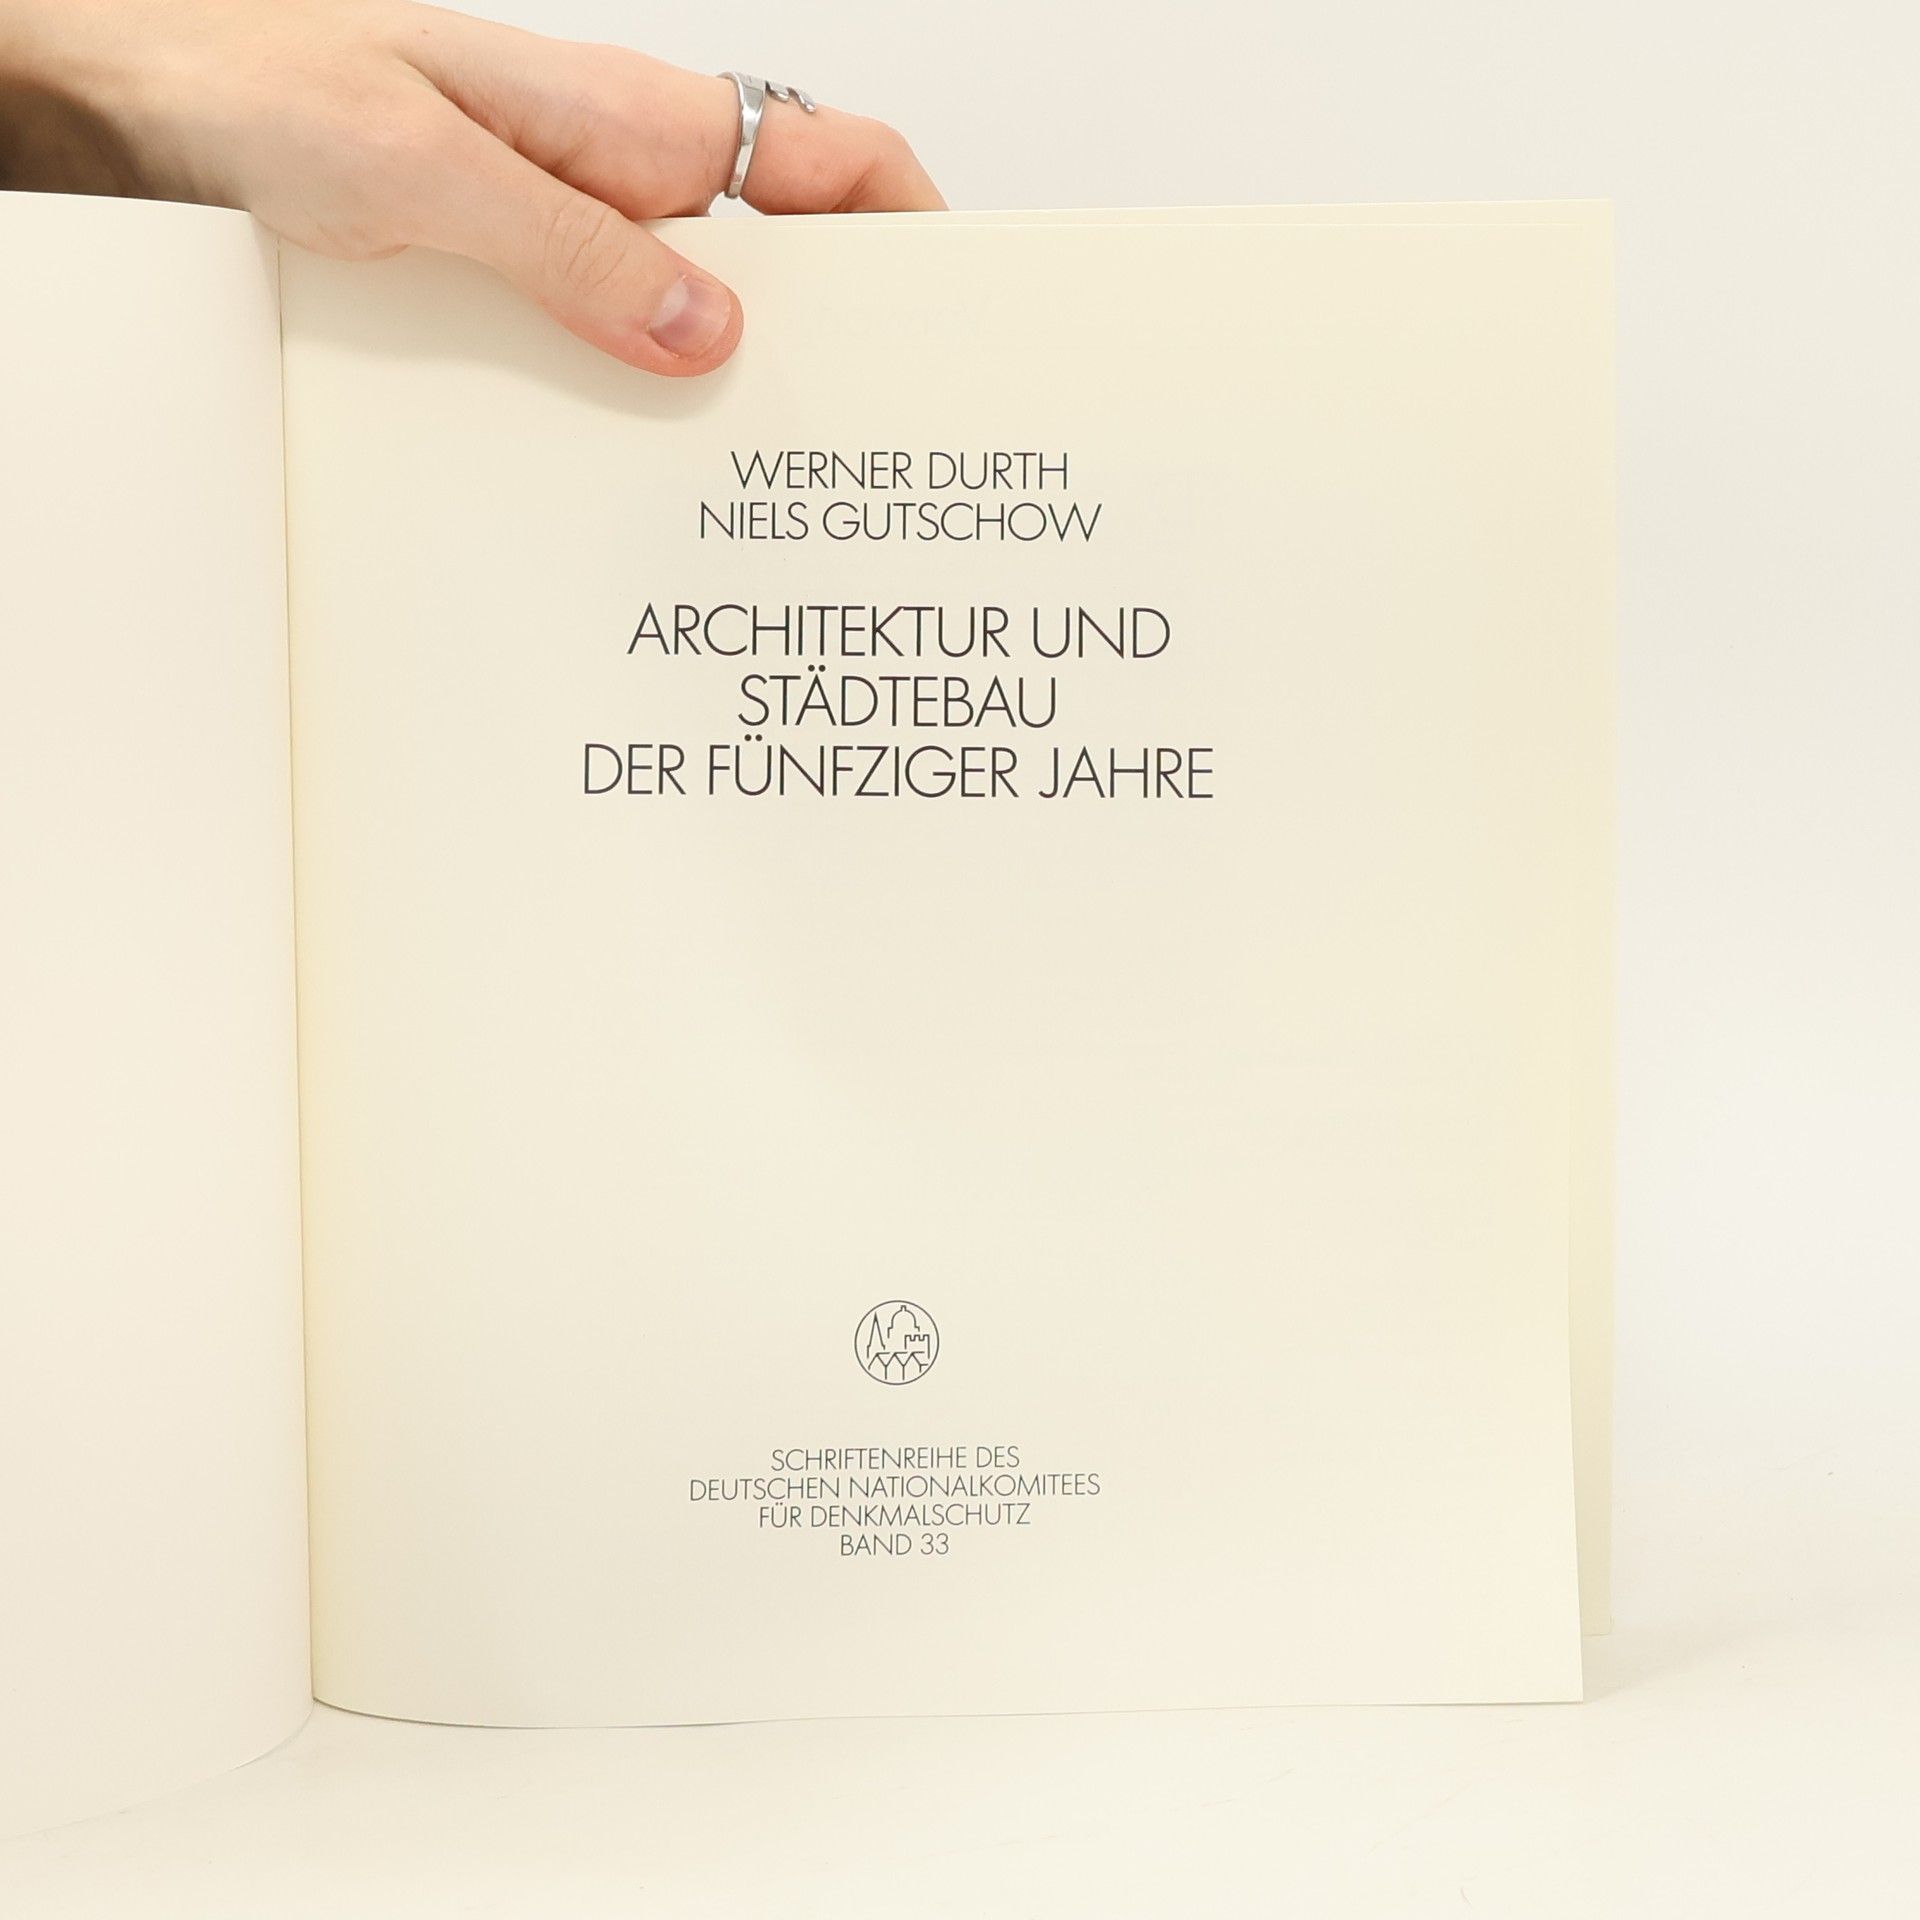 WERNER DURTH
NIELS GUTSCHOW
ARCHITEKTUR UND
STÄDTEBAU
DER FÜNFZIGER JAHRE
SCHRIFTENREIHE DES
DEUTSCHEN NATIONALKOMITEES
FÜR DENKMALSCHUTZ
BAND 33